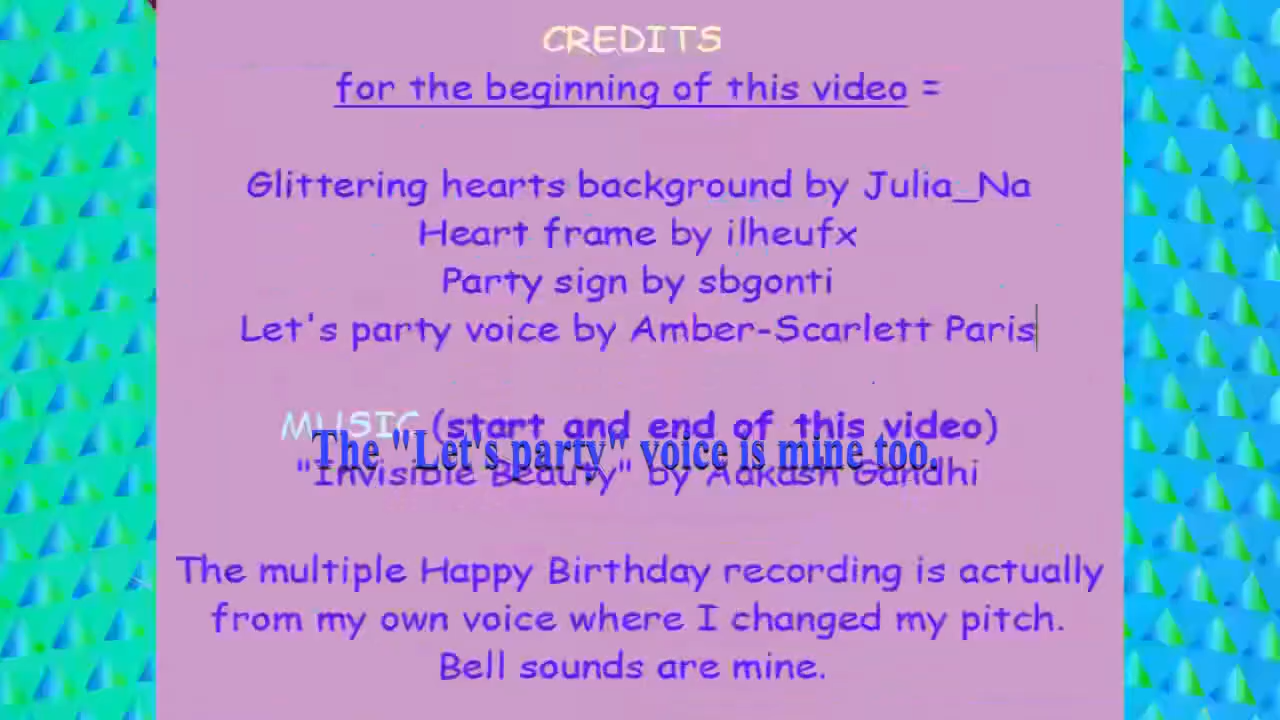 CREDITS
for the beginning of this video =
Glittering hearts background by Julia_Na
Heart frame by ilheufx
Party sign by sbgonti
Let's party voice by Amber-Scarlett Paris
MUSIC (start and end of this video)
The "Let's party" voice is mine too.
"Invisible Beauty" by Aakash Gandhi
The multiple Happy Birthday recording is actually
from my own voice where I changed my pitch.
Bell sounds are mine.